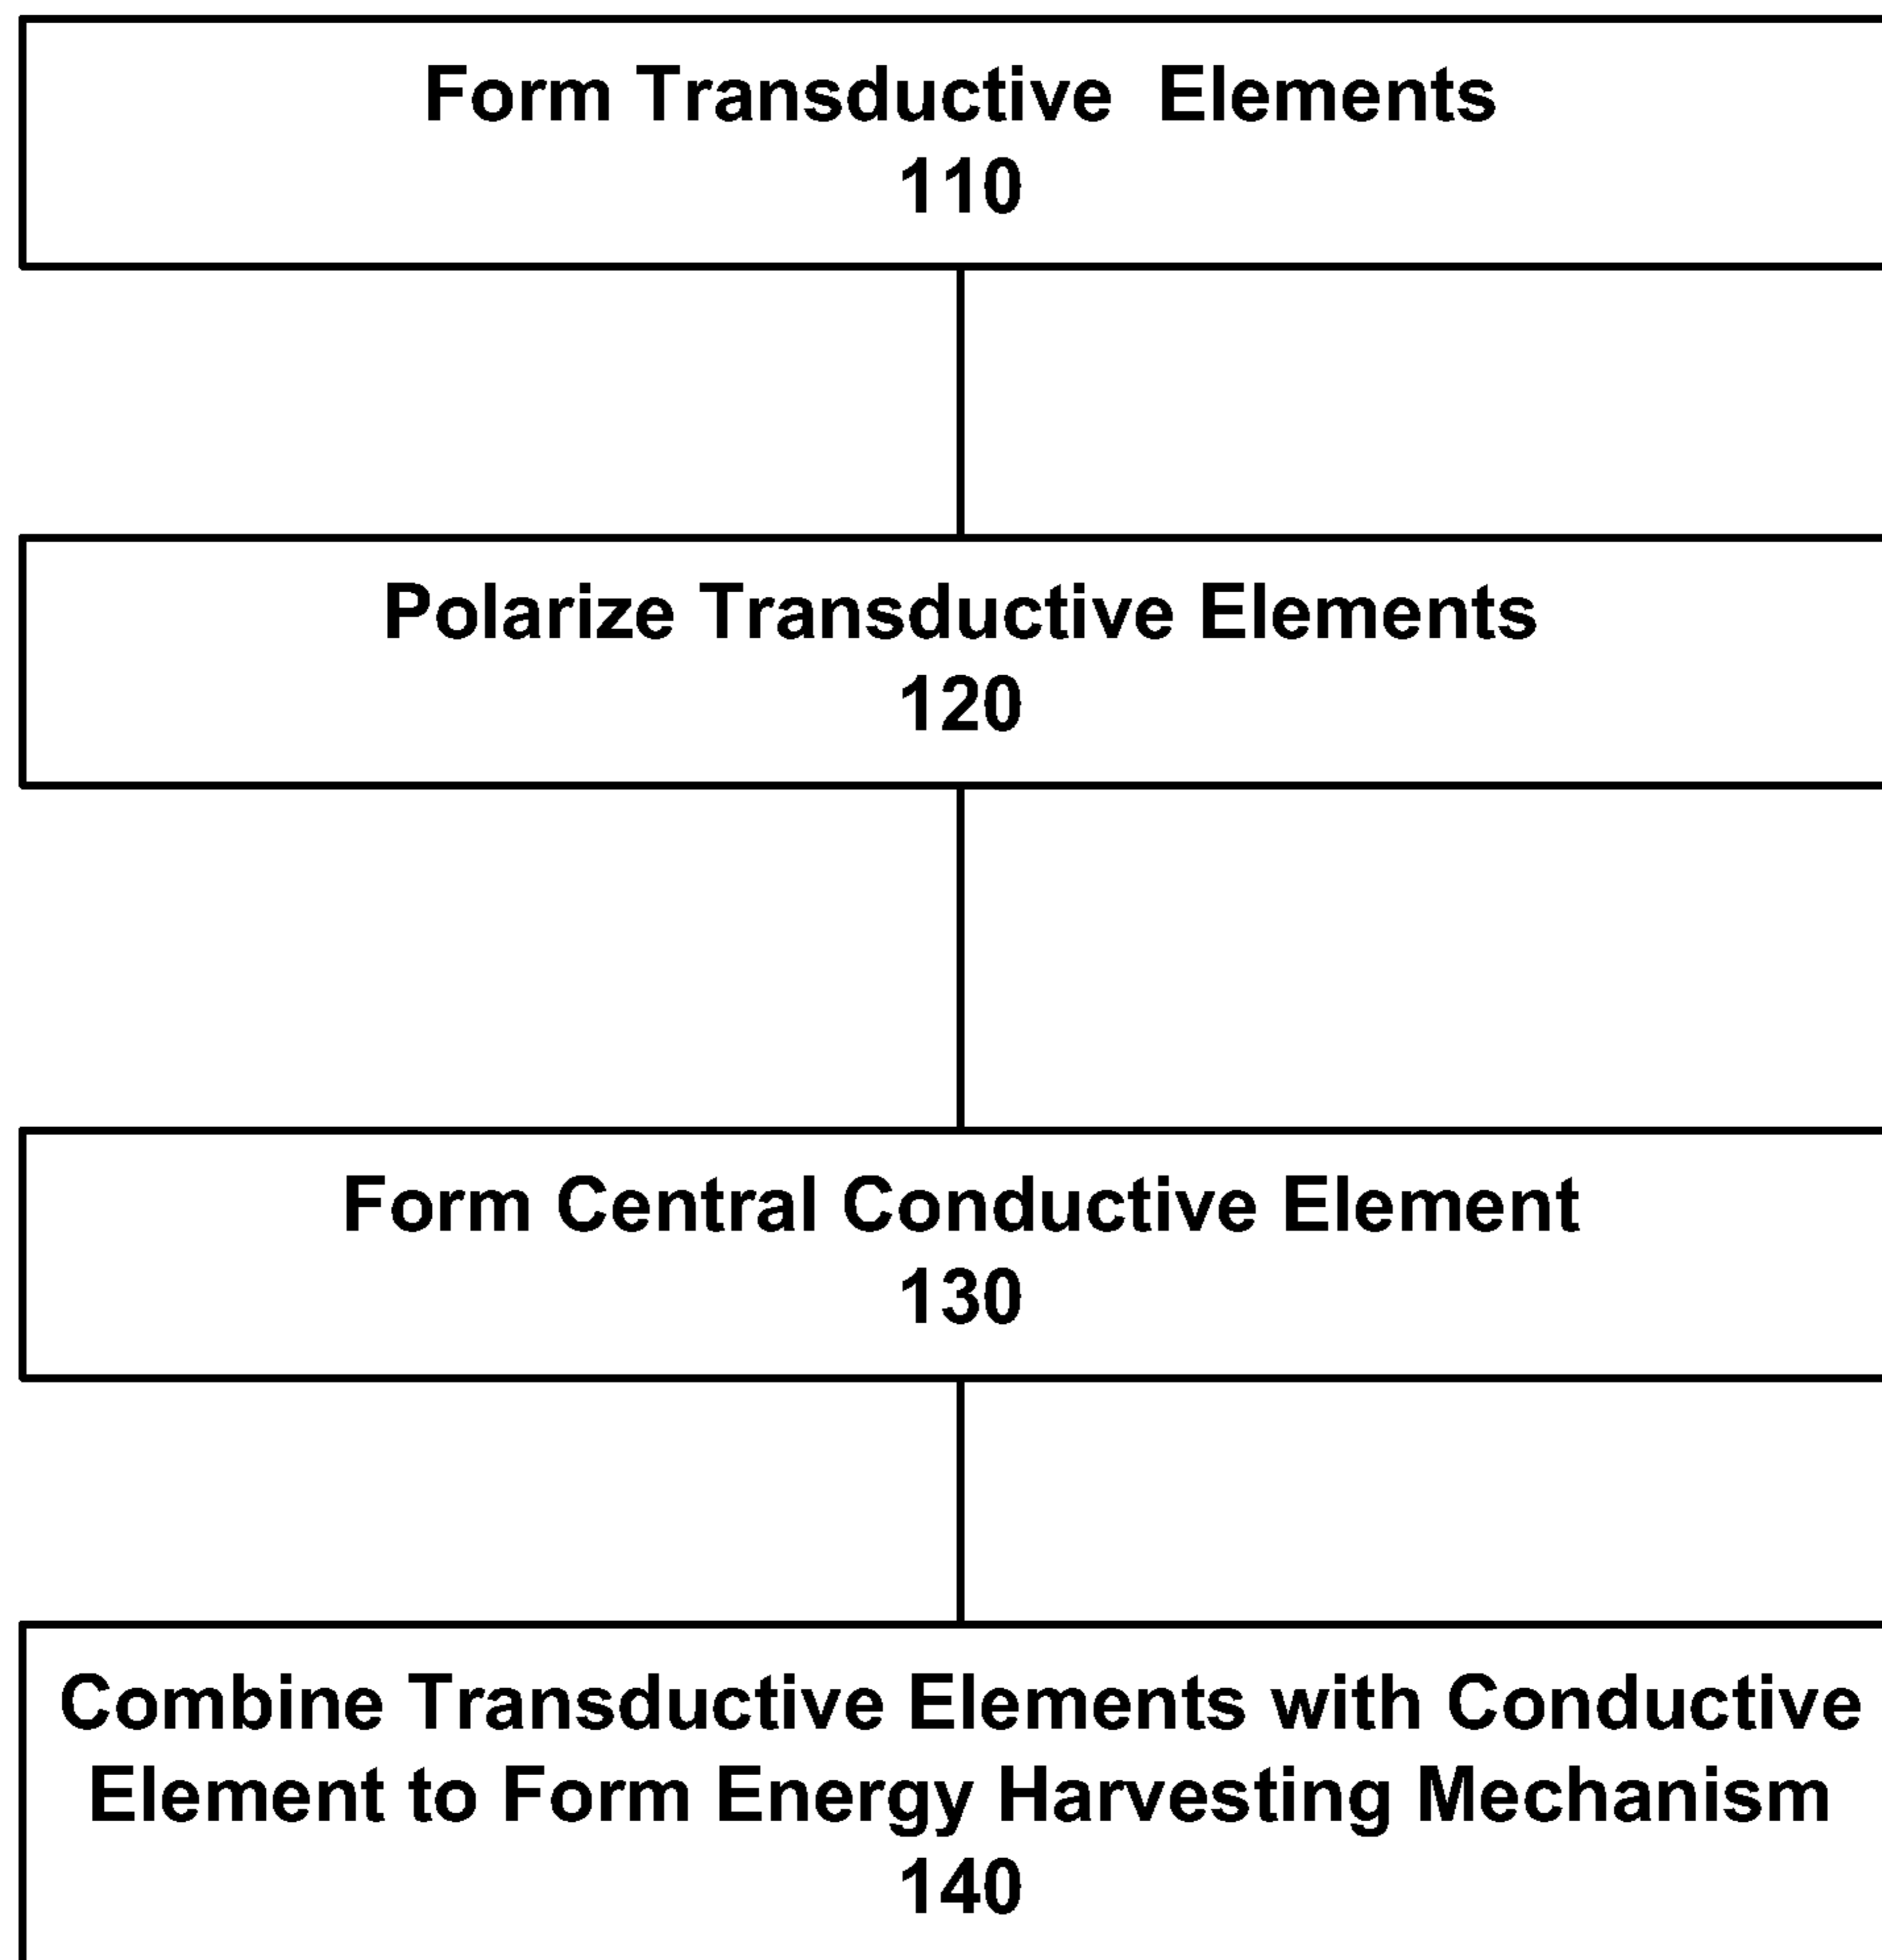 Form Transductive  Elements
110
Polarize Transductive Elements
120
Form Central Conductive Element
130
Combine Transductive Elements with Conductive
Element to Form Energy Harvesting Mechanism
140